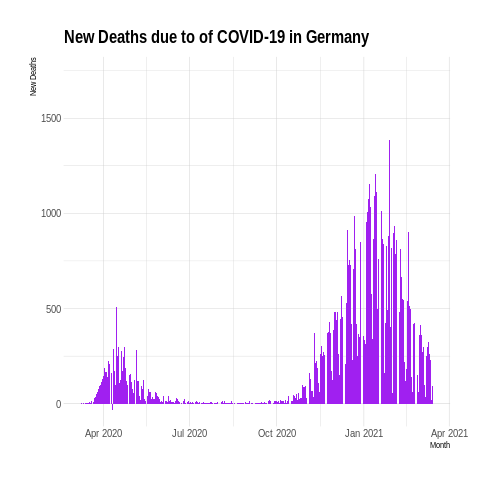 New Deaths due to of COVID-19 in Germany
New Deaths
1500
1000
500
0
Apr 2020 Jul 2020 Oct 2020 Jan 2021 Apr 2021
Month